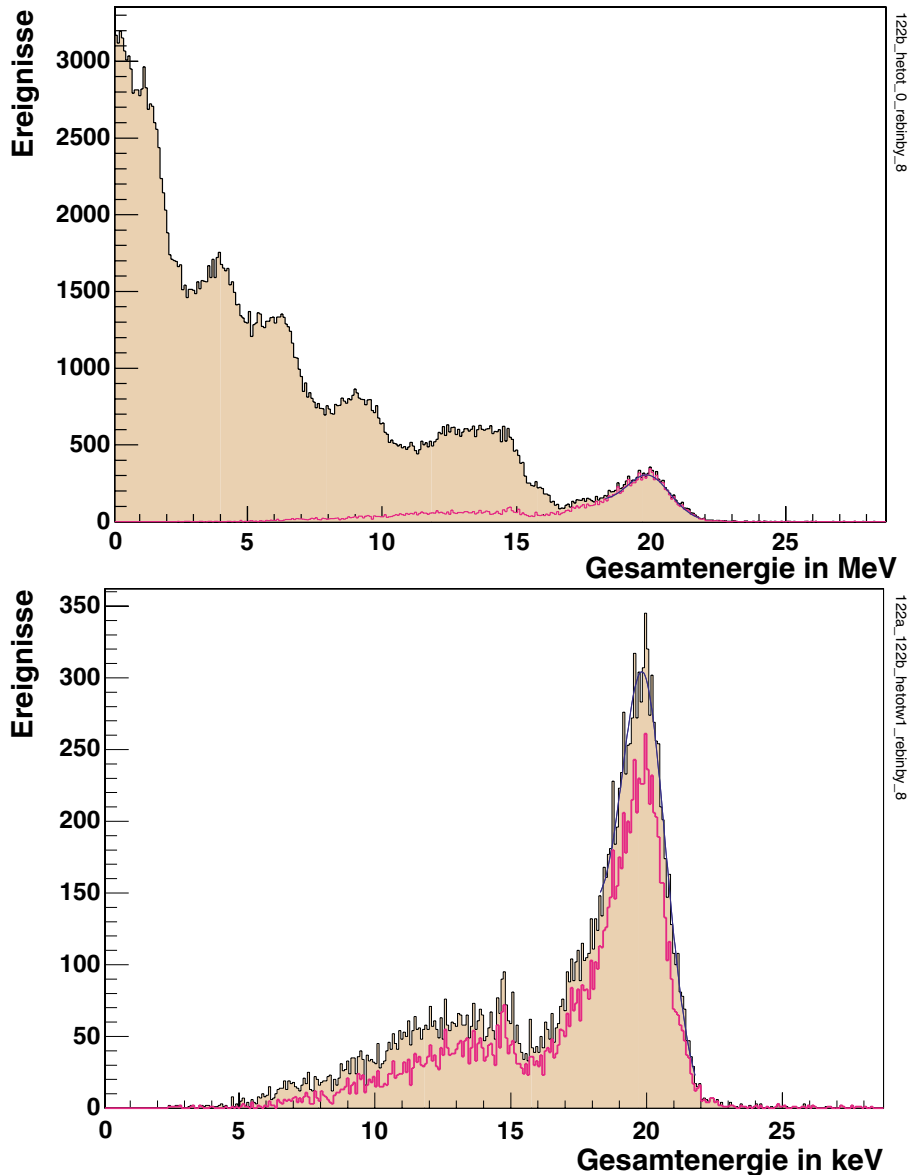 Ereignisse
3000
2500
2000
1500
1000
500
0
0 5 10 15 20 25
Gesamtenergie in MeV
122b_hetot_0_rebinby_8
Ereignisse
350
300
250
200
150
100
50
0
0 5 10 15 20 25
Gesamtenergie in keV
122a_122b_hetotw1_rebinby_8